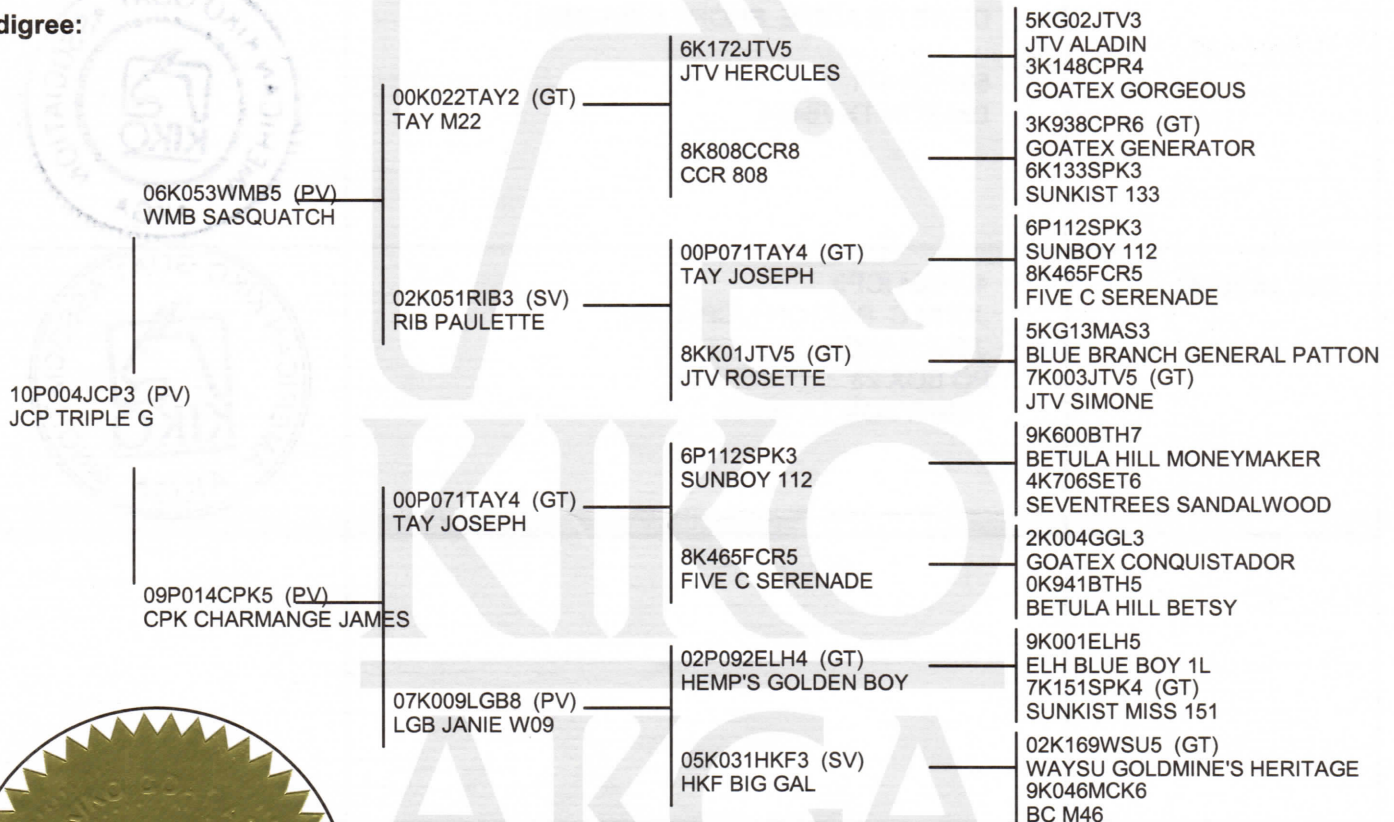 digree:
10P004JCP3 (PV)
JCP TRIPLE G
06K053WMB5 (PV)
WMB SASQUATCH
09P014CPK5 (PV)
CPK CHARMANGE JAMES
00K022TAY2 (GT)
TAY M22
02K051RIB3 (SV)
RIB PAULETTE
00P071TAY4 (GT)
TAY JOSEPH
07K009LGB8 (PV)
LGB JANIE W09
6K172JTV5
JTV HERCULES
8K808CCR8
CCR 808
00P071TAY4 (GT)
TAY JOSEPH
8KK01JTV5 (GT)
JTV ROSETTE
6P112SPK3
SUNBOY 112
8K465FCR5
FIVE C SERENADE
02P092ELH4 (GT)
HEMP'S GOLDEN BOY
05K031HKF3 (SV)
HKF BIG GAL
5KG02JTV3
JTV ALADIN
3K148CPR4
GOATEX GORGEOUS
3K938CPR6 (GT)
GOATEX GENERATOR
6K133SPK3
SUNKIST 133
6P112SPK3
SUNBOY 112
8K465FCR5
FIVE C SERENADE
5KG13MAS3
BLUE BRANCH GENERAL PATTON
7K003JTV5 (GT)
JTV SIMONE
9K600BTH7
BETULA HILL MONEYMAKER
4K706SET6
SEVENTREES SANDALWOOD
2K004GGL3
GOATEX CONQUISTADOR
0K941BTH5
BETULA HILL BETSY
9K001ELH5
ELH BLUE BOY 1L
7K151SPK4 (GT)
SUNKIST MISS 151
02K169WSU5 (GT)
WAYSU GOLDMINE'S HERITAGE
9K046MCK6
BC M46
KIKO
AKGA